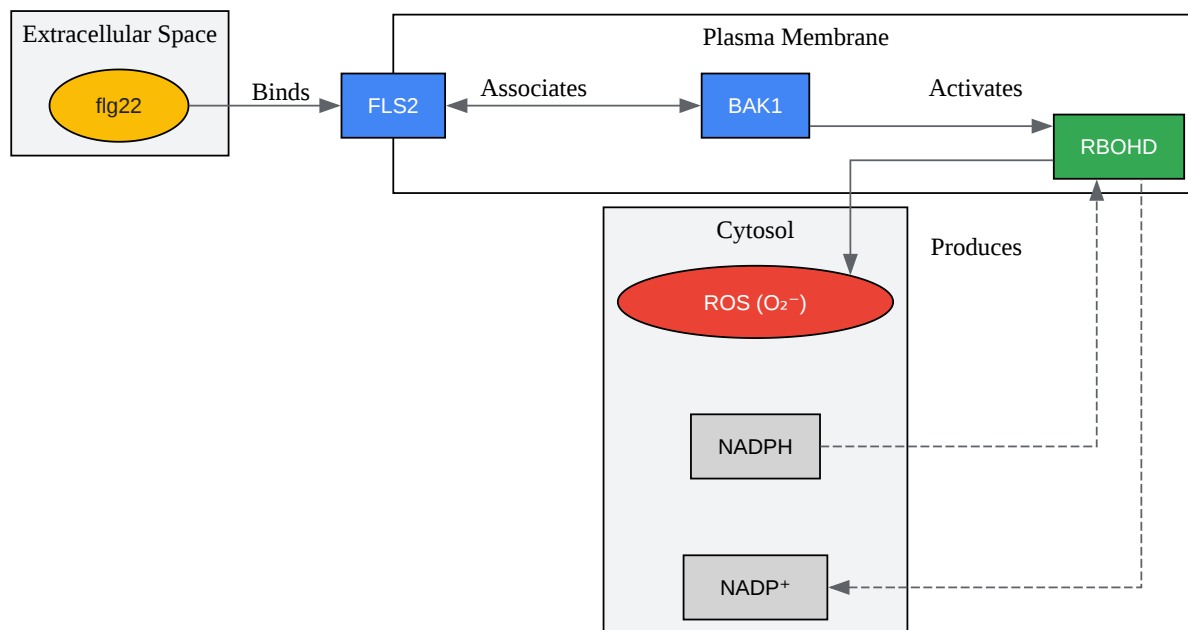 Extracellular Space
Plasma Membrane
flg22
Binds
FLS2
Associates
BAK1
Activates
RBOHD
Cytosol
Produces
ROS (O₂⁻)
NADPH
NADP⁺